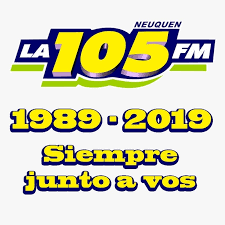 NEUQUEN
LA 105 FM
1989 - 2019
Siempre
junto a vos